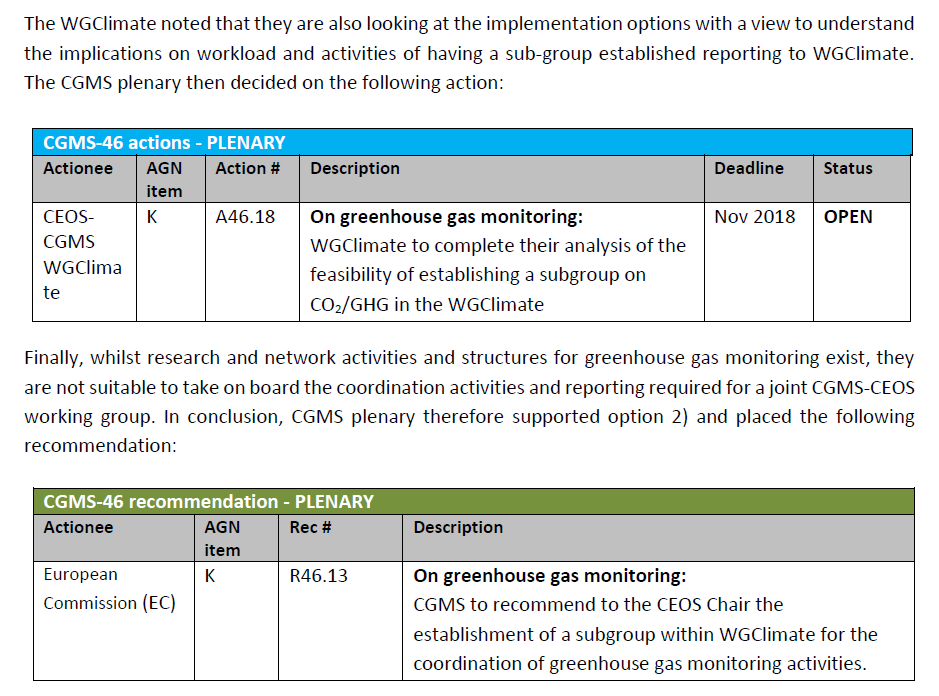 The WGClimate noted that they are also looking at the implementation options with a view to understand
the implications on workload and activities of having a sub-group established reporting to WGClimate.
The CGMS plenary then decided on the following action:
CGMS-46 actions - PLENARY
Actionee AGN item Action # Description Deadline Status
CEOS-CGMS WGClimate K A46.18 On greenhouse gas monitoring: Nov 2018 OPEN
WGClimate to complete their analysis of the
feasibility of establishing a subgroup on
CO₂/GHG in the WGClimate
Finally, whilst research and network activities and structures for greenhouse gas monitoring exist, they
are not suitable to take on board the coordination activities and reporting required for a joint CGMS-CEOS
working group. In conclusion, CGMS plenary therefore supported option 2) and placed the following
recommendation:
CGMS-46 recommendation - PLENARY
Actionee AGN item Rec # Description
European Commission (EC) K R46.13 On greenhouse gas monitoring:
CGMS to recommend to the CEOS Chair the
establishment of a subgroup within WGClimate for the
coordination of greenhouse gas monitoring activities.